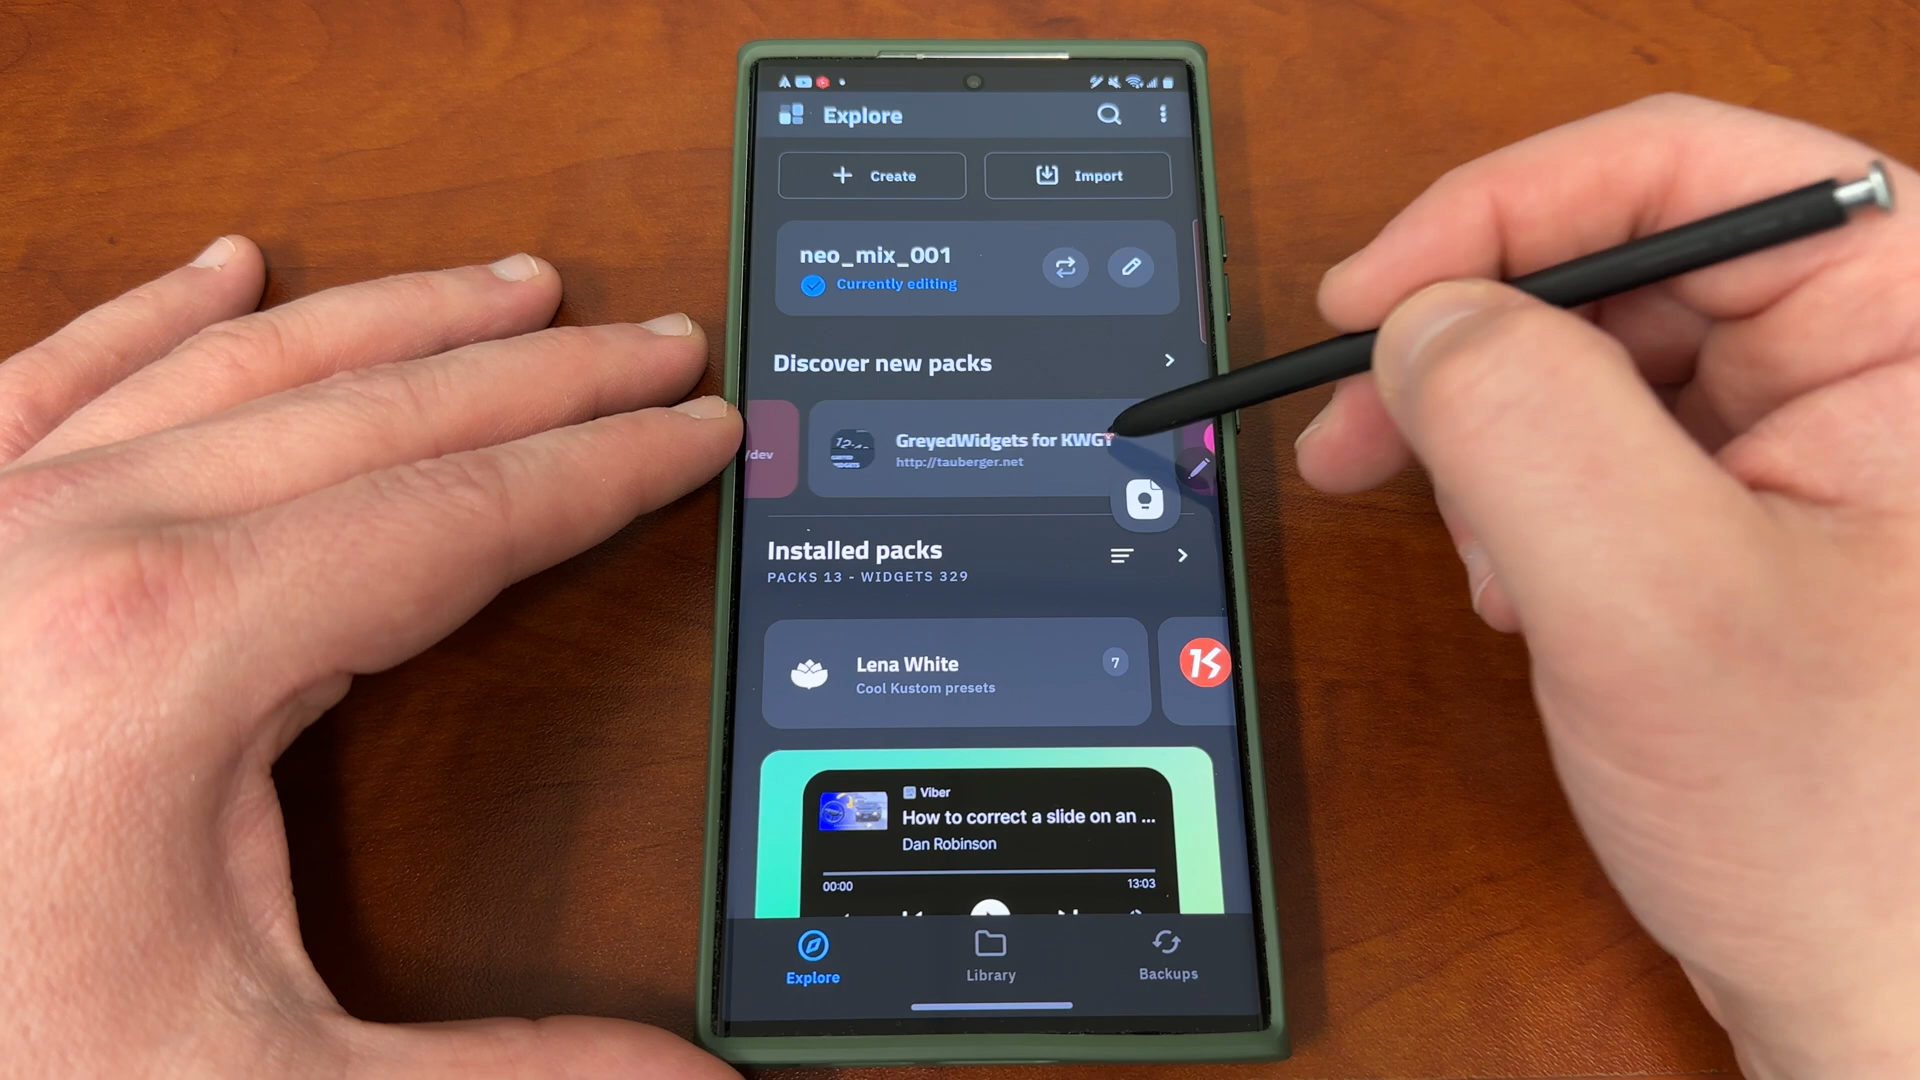 Explore
Create
Import
neo_mix_001
Currently editing
Discover new packs
/dev
GreyedWidgets for KWGT
http://tauberger.net
Installed packs
PACKS 13 - WIDGETS 329
Lena White
7
Cool Kustom presets
Viber
How to correct a slide on an ...
Dan Robinson
00:00
13:03
Explore
Library
Backups